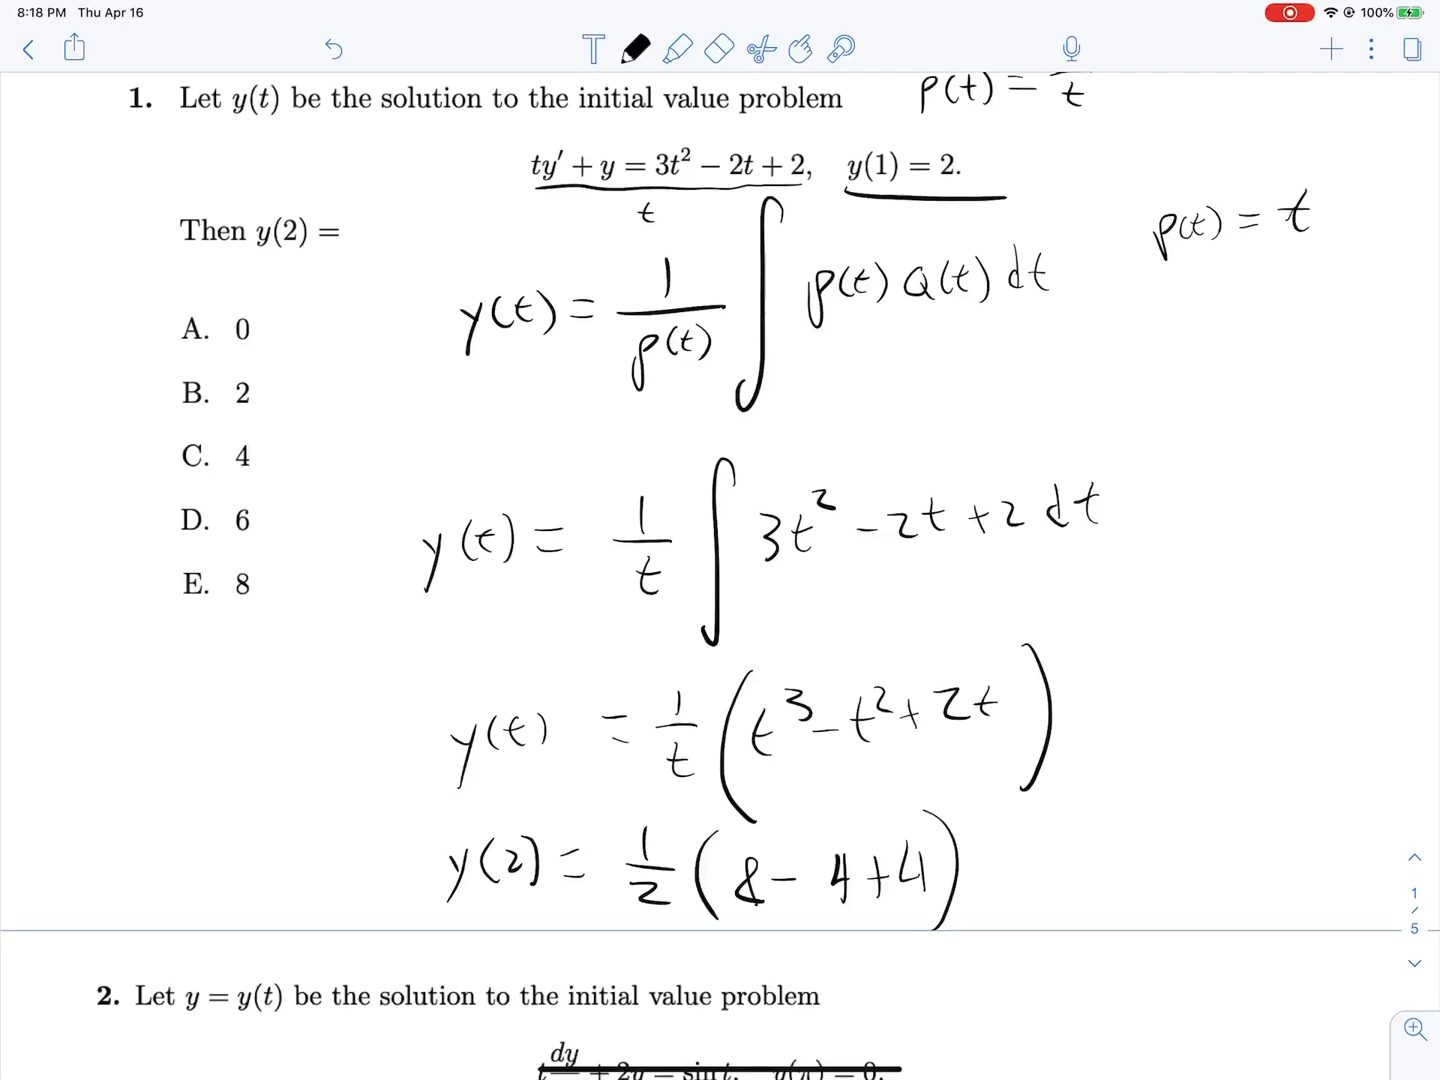 8:18 PM Thu Apr 16 100%
p(t) = — t
1. Let y(t) be the solution to the initial value problem
ty′ + y = 3t² − 2t + 2, y(1) = 2.
t
ρ(t) = t
Then y(2) =
y(t) = 1/ρ(t) ∫ ρ(t) Q(t) dt
A. 0
B. 2
C. 4
D. 6
E. 8
y(t) = 1/t ∫ 3t² - 2t + 2 dt
y(t) = 1/t (t³ - t² + 2t)
y(2) = 1/2 (8 - 4 + 4)
1
/
5
2. Let y = y(t) be the solution to the initial value problem
dy